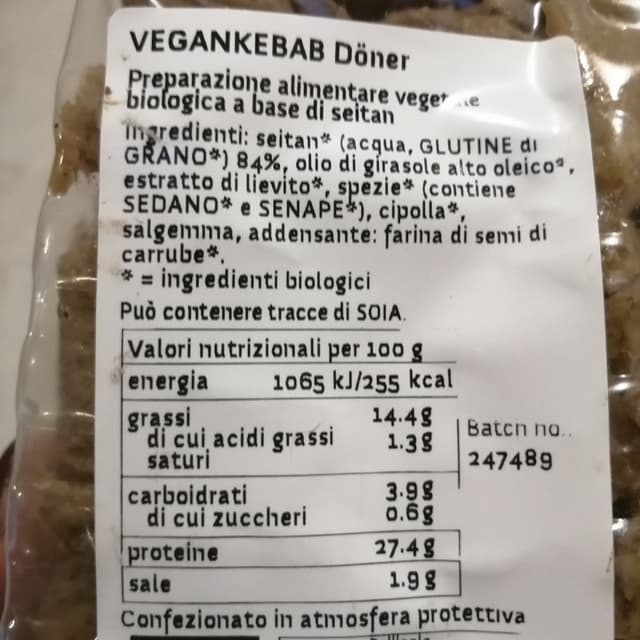 VEGANKEBAB Döner
Preparazione alimentare
biologica a base di seitan
Ingredienti: seitan* (acqua, GLUTINE di
GRANO*) 84%, olio di girasole alto oleico*,
estratto di lievito*, spezie* (contiene
SEDANO* e SENAPE*), cipolla*,
salgemma, addensante: farina di semi di
carrube*.
* = ingredienti biologici
Può contenere tracce di SOIA.
Valori nutrizionali per 100 g
energia 1065 kJ/255 kcal
grassi 14.4g
di cui acidi grassi 1.3g
saturi
Batch no..
247489
carboidrati 3.9g
di cui zuccheri 0.6g
proteine 27.4g
sale 1.9g
Confezionato in atmosfera protettiva